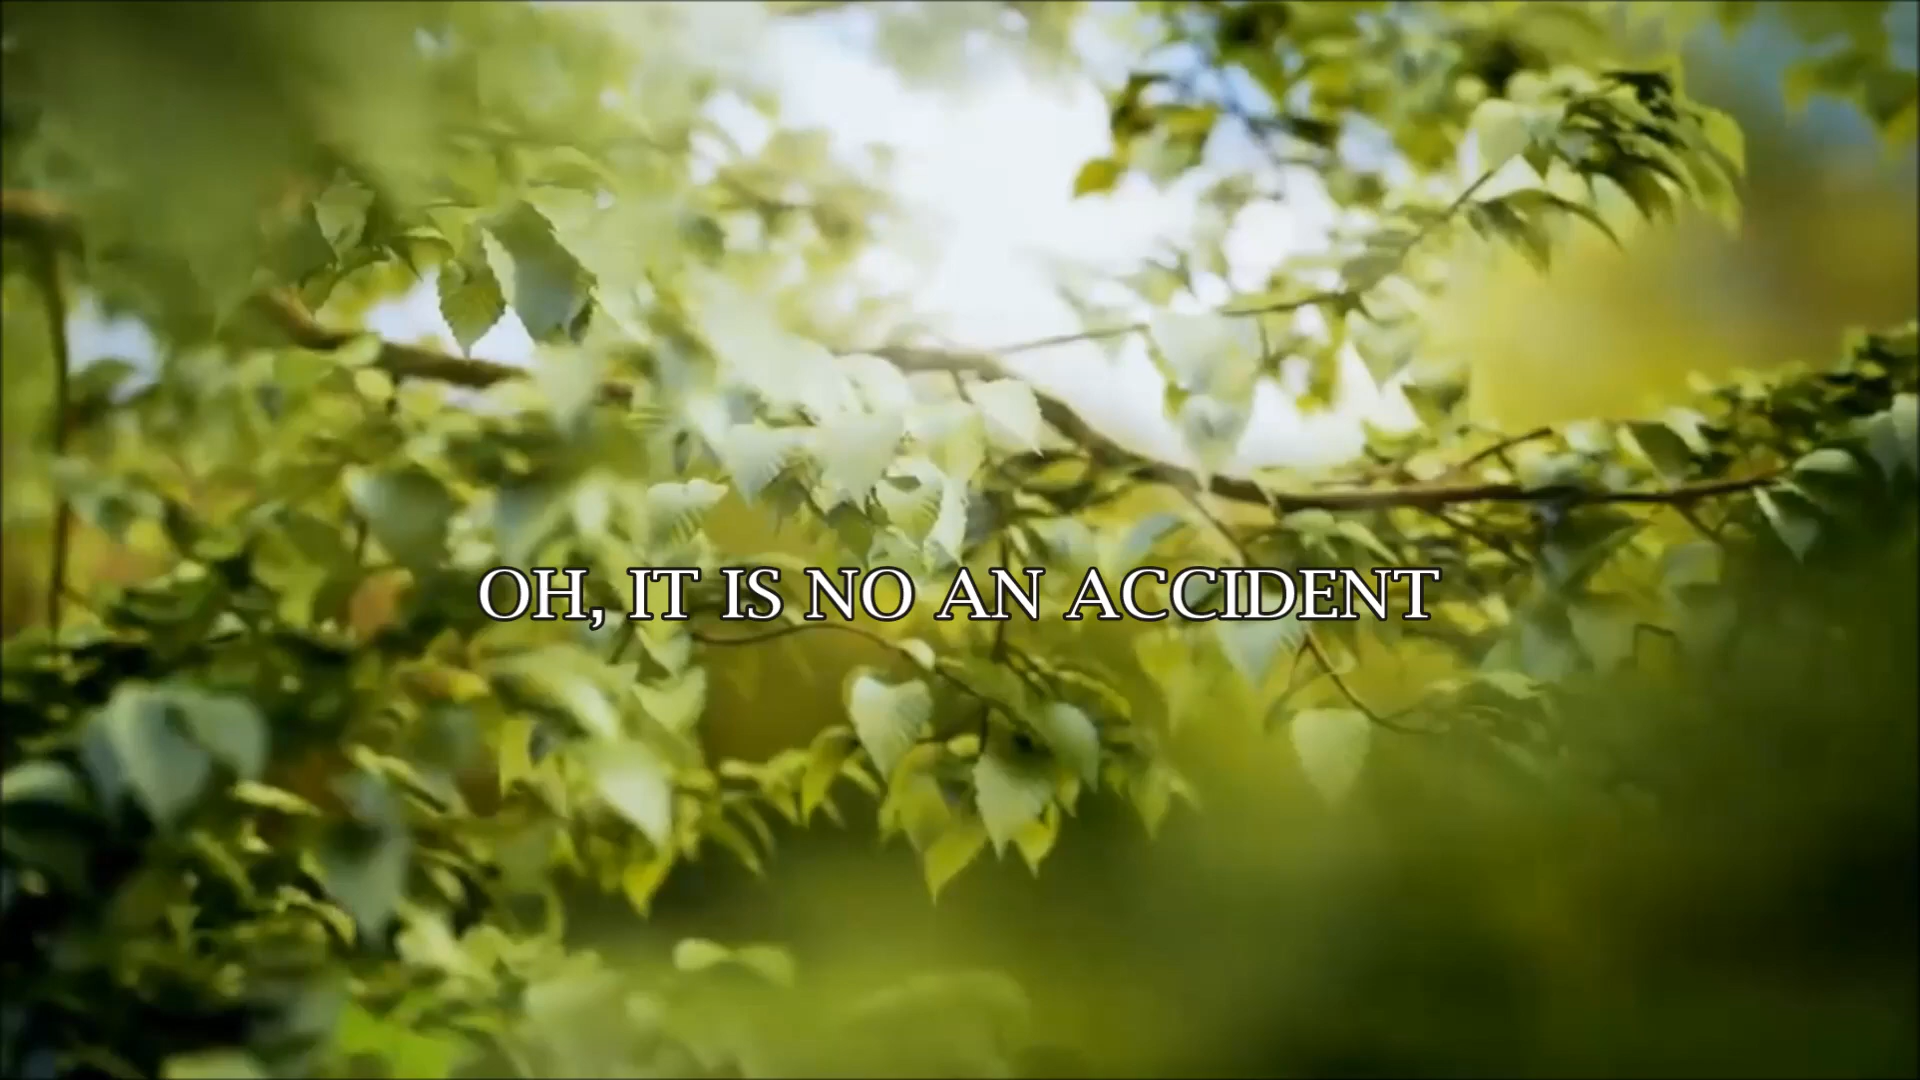 OH, IT IS NO AN ACCIDENT